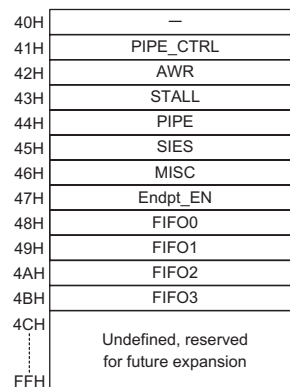 40H —
41H PIPE_CTRL
42H AWR
43H STALL
44H PIPE
45H SIES
46H MISC
47H Endpt_EN
48H FIFO0
49H FIFO1
4AH FIFO2
4BH FIFO3
4CH
Undefined, reserved
for future expansion
FFH